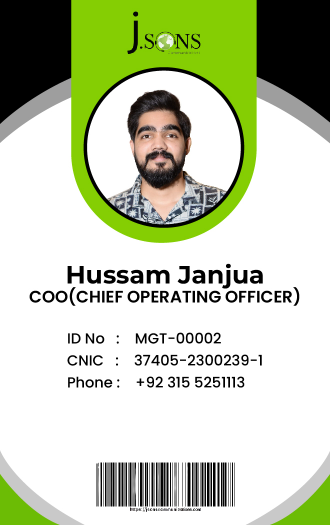 j.SONS
Hussam Janjua
COO(CHIEF OPERATING OFFICER)
ID No : MGT-00002
CNIC : 37405-2300239-1
Phone : +92 315 5251113